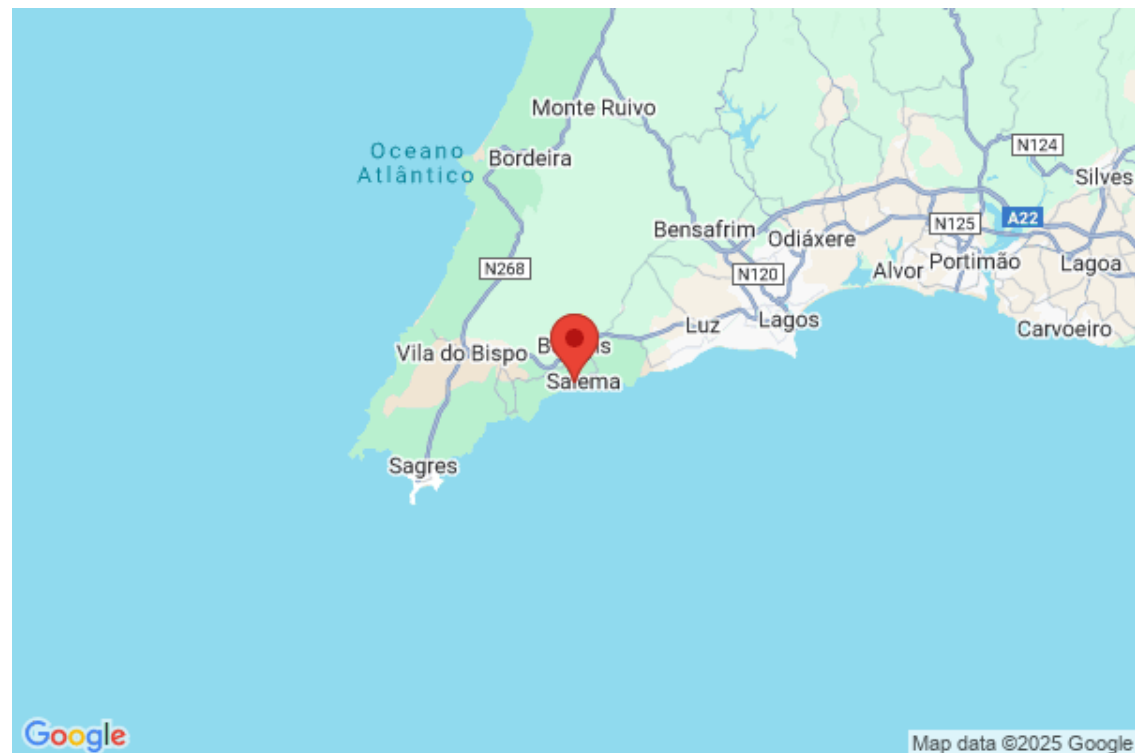 Monte Ruivo
Oceano
Atlântico
Bordeira
N124
Silves
Bensafrim
Odiáxere
N125
A22
N268
N120
Alvor
Portimão
Lagoa
Luz
Lagos
Carvoeiro
Vila do Bispo
Salema
Sagres
Google
Map data ©2025 Google